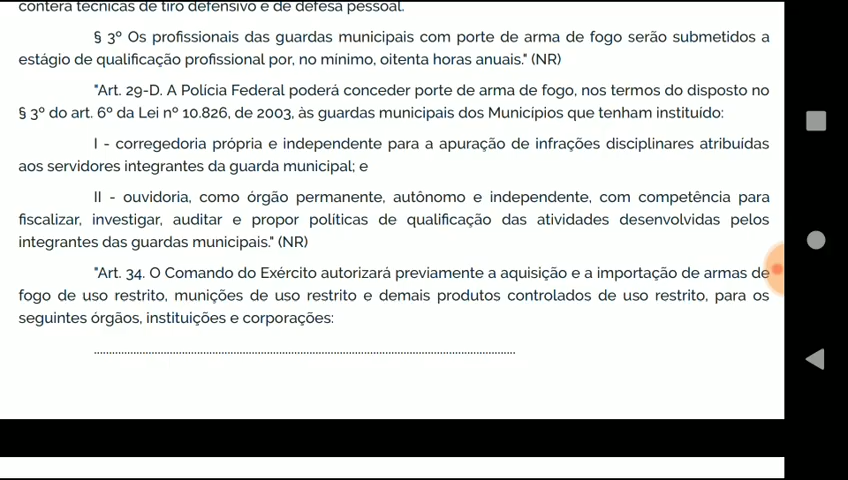 conterá técnicas de tiro defensivo e de defesa pessoal.
§ 3º Os profissionais das guardas municipais com porte de arma de fogo serão submetidos a
estágio de qualificação profissional por, no mínimo, oitenta horas anuais." (NR)
"Art. 29-D. A Polícia Federal poderá conceder porte de arma de fogo, nos termos do disposto no
§ 3º do art. 6º da Lei nº 10.826, de 2003, às guardas municipais dos Municípios que tenham instituído:
I - corregedoria própria e independente para a apuração de infrações disciplinares atribuídas
aos servidores integrantes da guarda municipal; e
II - ouvidoria, como órgão permanente, autônomo e independente, com competência para
fiscalizar, investigar, auditar e propor políticas de qualificação das atividades desenvolvidas pelos
integrantes das guardas municipais." (NR)
"Art. 34. O Comando do Exército autorizará previamente a aquisição e a importação de armas de
fogo de uso restrito, munições de uso restrito e demais produtos controlados de uso restrito, para os
seguintes órgãos, instituições e corporações: